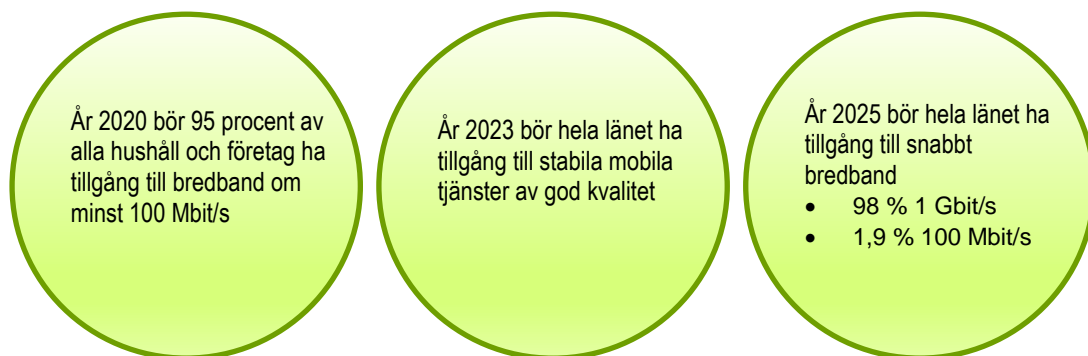 År 2020 bör 95 procent av
alla hushåll och företag ha
tillgång till bredband om
minst 100 Mbit/s
År 2023 bör hela länet ha
tillgång till stabila mobila
tjänster av god kvalitet
År 2025 bör hela länet ha
tillgång till snabbt
bredband
• 98 % 1 Gbit/s
• 1,9 % 100 Mbit/s